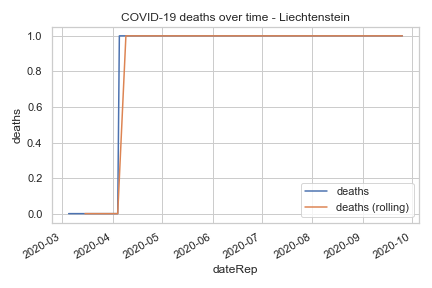 COVID-19 deaths over time - Liechtenstein
1.0
0.8
0.6
0.4
0.2
0.0
deaths
deaths
deaths (rolling)
2020-03
2020-04
2020-05
2020-06
2020-07
2020-08
2020-09
2020-10
dateRep